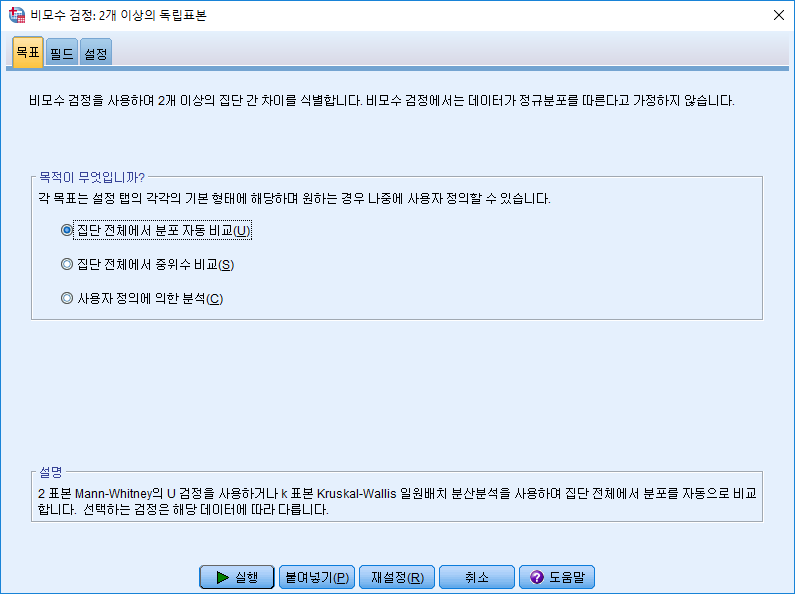 비모수 검정: 2개 이상의 독립표본
목표 필드 설정
비모수 검정을 사용하여 2개 이상의 집단 간 차이를 식별합니다. 비모수 검정에서는 데이터가 정규분포를 따른다고 가정하지 않습니다.
목적이 무엇입니까?
각 목표는 설정 탭의 각각의 기본 형태에 해당하며 원하는 경우 나중에 사용자 정의할 수 있습니다.
집단 전체에서 분포 자동 비교(U)
집단 전체에서 중위수 비교(S)
사용자 정의에 의한 분석(C)
설명
2 표본 Mann-Whitney의 U 검정을 사용하거나 k 표본 Kruskal-Wallis 일원배치 분산분석을 사용하여 집단 전체에서 분포를 자동으로 비교
합니다. 선택하는 검정은 해당 데이터에 따라 다릅니다.
실행 붙여넣기(P) 재설정(R) 취소 도움말